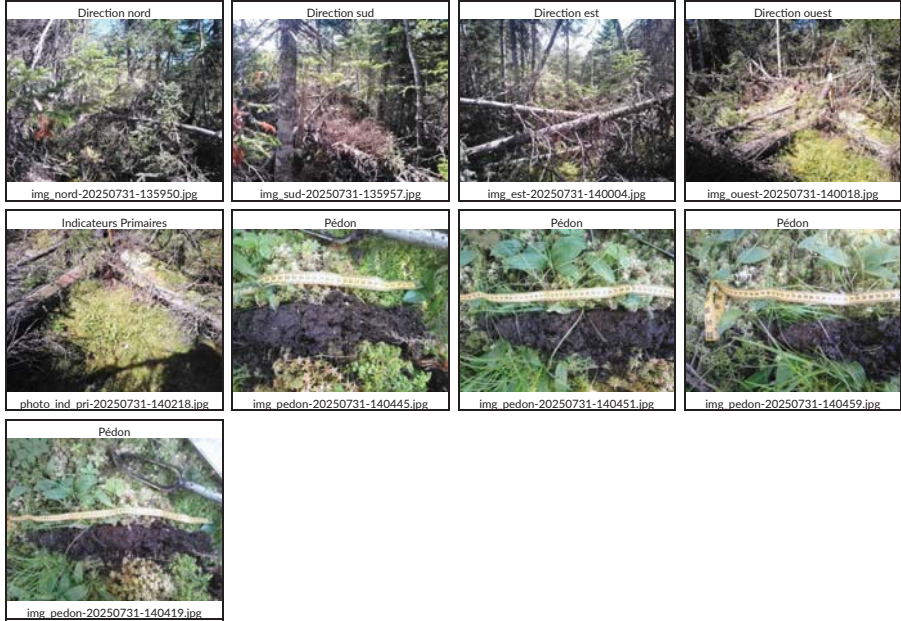 Direction nord
Direction sud
Direction est
Direction ouest
img_nord-20250731-135950.jpg
img_sud-20250731-135957.jpg
img_est-20250731-140004.jpg
img_ouest-20250731-140018.jpg
Indicateurs Primaires
Pédon
Pédon
Pédon
photo_ind_pri-20250731-140218.jpg
img_pedon-20250731-140445.jpg
img_pedon-20250731-140451.jpg
img_pedon-20250731-140459.jpg
Pédon
img_pedon-20250731-140419.jpg